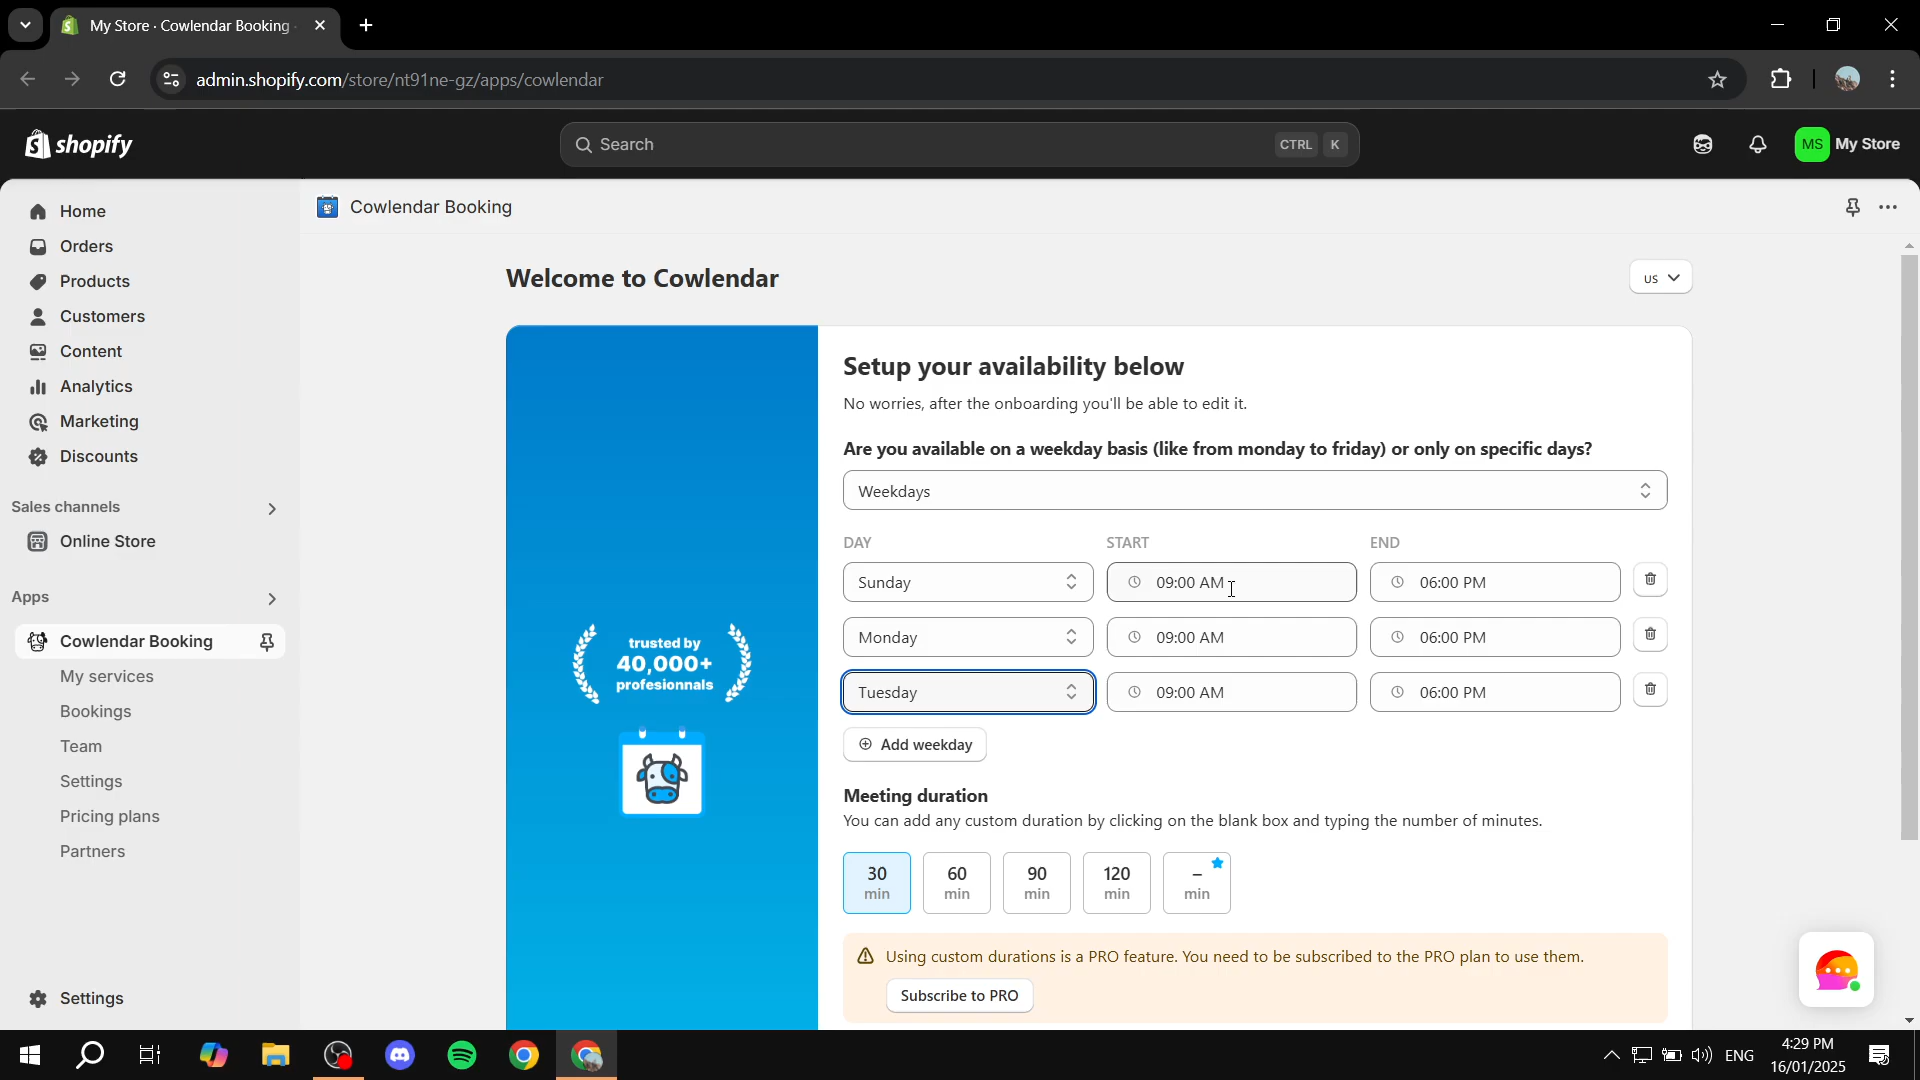 My Store · Cowlendar Booking
admin.shopify.com/store/nt91ne-gz/apps/cowlendar
shopify
Search
CTRL K
MS My Store
Home
Orders
Products
Customers
Content
Analytics
Marketing
Discounts
Sales channels
Online Store
Apps
Cowlendar Booking
My services
Bookings
Team
Settings
Pricing plans
Partners
Settings
Cowlendar Booking
Welcome to Cowlendar
us
trusted by
40,000+
profesionnals
Setup your availability below
No worries, after the onboarding you'll be able to edit it.
Are you available on a weekday basis (like from monday to friday) or only on specific days?
Weekdays
DAY START END
Sunday 09:00 AM 06:00 PM
Monday 09:00 AM 06:00 PM
Tuesday 09:00 AM 06:00 PM
Add weekday
Meeting duration
You can add any custom duration by clicking on the blank box and typing the number of minutes.
30 60 90 120 –
min min min min min
Using custom durations is a PRO feature. You need to be subscribed to the PRO plan to use them.
Subscribe to PRO
ENG
4:29 PM
16/01/2025